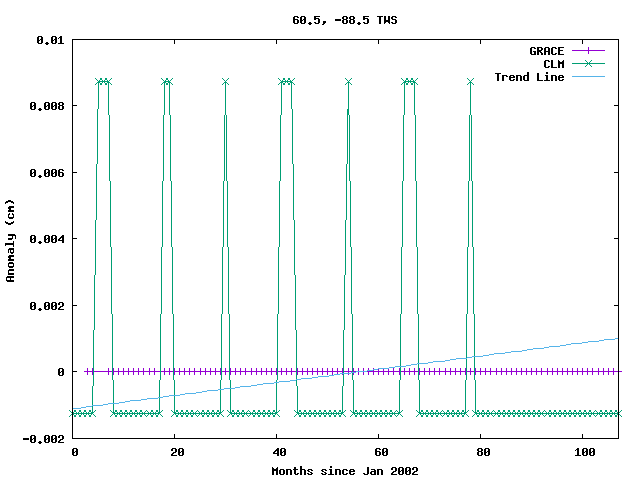 60.5, -88.5 TWS
GRACE
CLM
Trend Line
0.01
0.008
0.006
0.004
0.002
0
-0.002
Anomaly (cm)
0 20 40 60 80 100
Months since Jan 2002